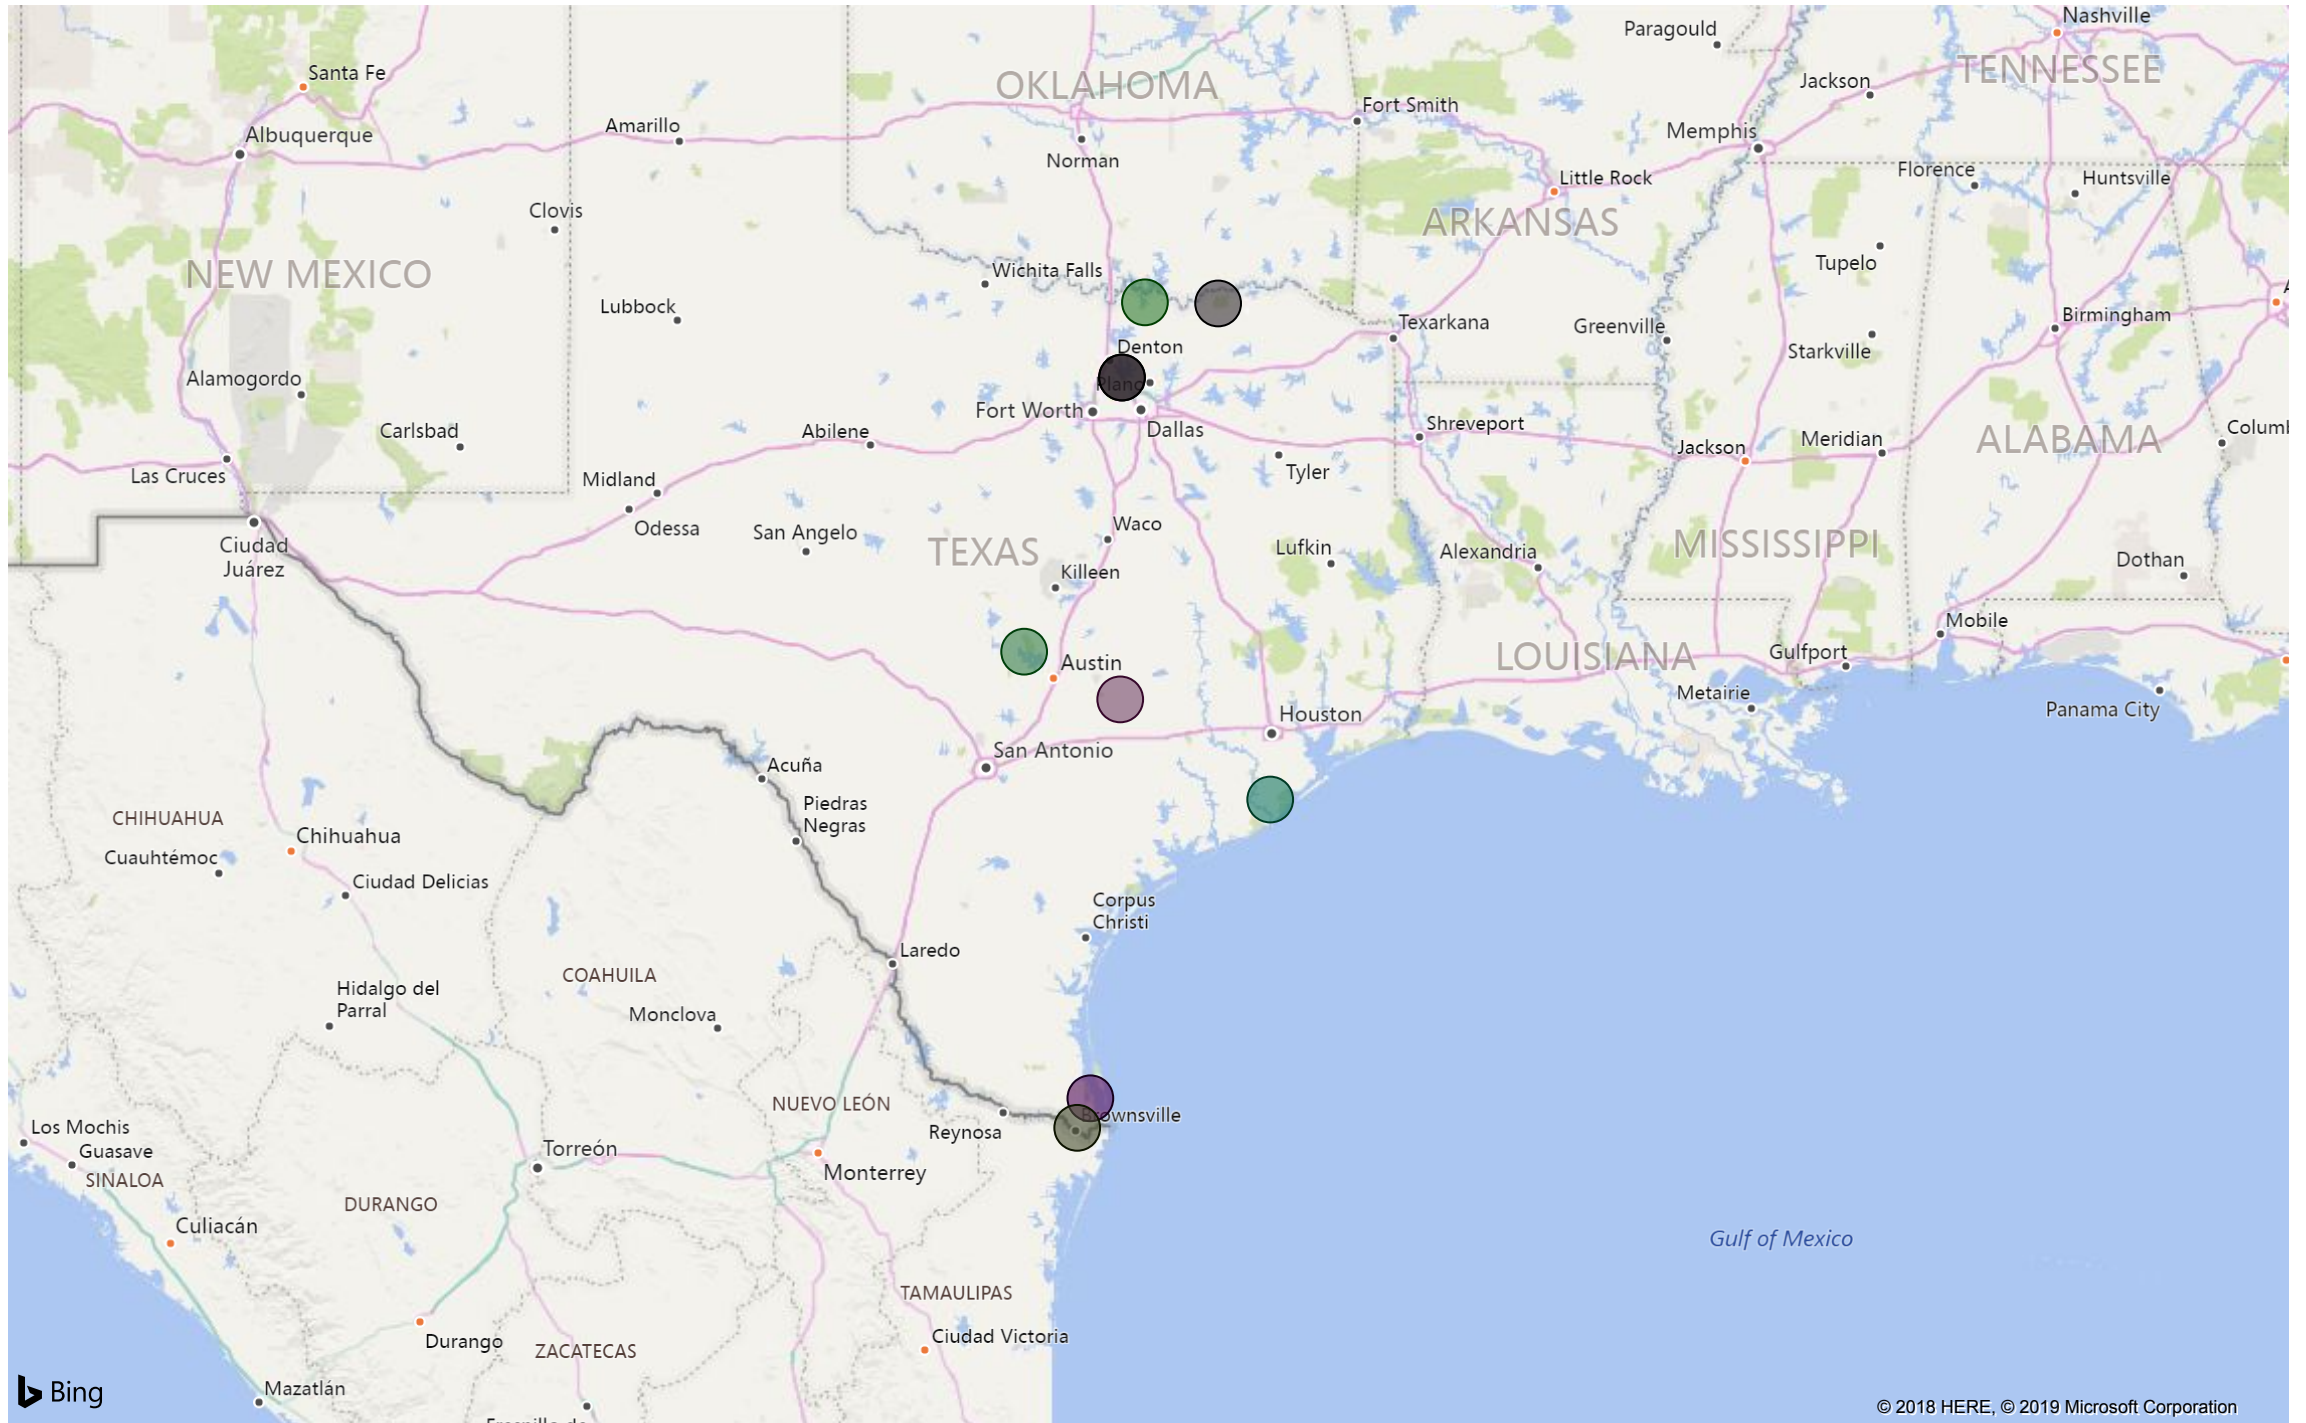 Nashville
Paragould
TENNESSEE
Santa Fe
OKLAHOMA
Jackson
Fort Smith
Amarillo
Albuquerque
Memphis
Norman
Florence
Little Rock
Huntsville
Clovis
ARKANSAS
Tupelo
NEW MEXICO
Wichita Falls
Lubbock
Texarkana
Greenville
Birmingham
Denton
Starkville
Alamogordo
Plano
Fort Worth
Carlsbad
Abilene
Dallas
Shreveport
Jackson
Meridian
ALABAMA
Las Cruces
Midland
Tyler
Odessa
San Angelo
Waco
TEXAS
Lufkin
Alexandria
MISSISSIPPI
Ciudad
Juárez
Killeen
Dothan
Mobile
Austin
LOUISIANA
Gulfport
Metairie
Panama City
Houston
San Antonio
Acuña
Piedras
Negras
CHIHUAHUA
Chihuahua
Cuauhtémoc
Ciudad Delicias
Corpus
Christi
Laredo
COAHUILA
Hidalgo del
Parral
Monclova
NUEVO LEÓN
Brownsville
Los Mochis
Reynosa
Guasave
Torreón
SINALOA
Monterrey
DURANGO
Culiacán
Gulf of Mexico
TAMAULIPAS
Durango
Ciudad Victoria
ZACATECAS
Mazatlán
Bing
© 2018 HERE, © 2019 Microsoft Corporation